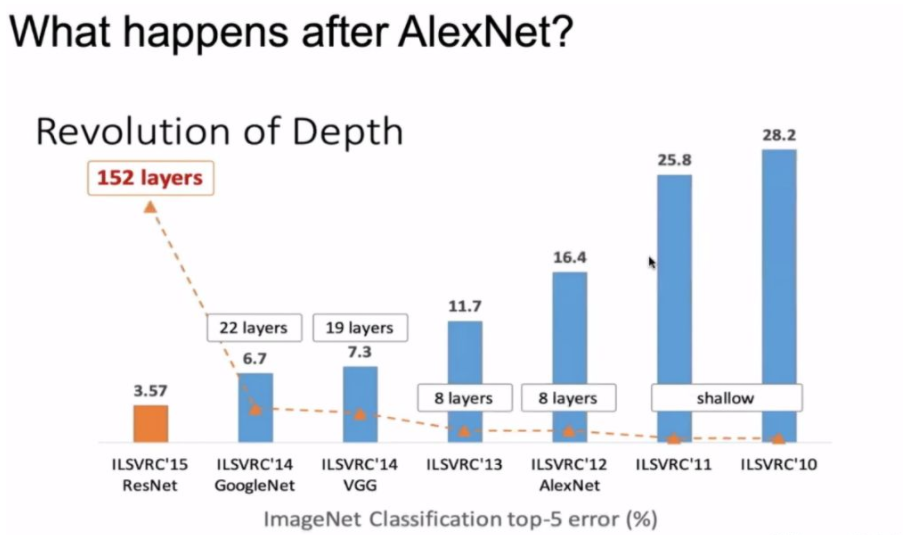 What happens after AlexNet?
Revolution of Depth
152 layers
28.2
25.8
16.4
11.7
22 layers
19 layers
6.7
7.3
3.57
8 layers
8 layers
shallow
ILSVRC'15
ResNet
ILSVRC'14
GoogleNet
ILSVRC'14
VGG
ILSVRC'13
ILSVRC'12
AlexNet
ILSVRC'11
ILSVRC'10
ImageNet Classification top-5 error (%)